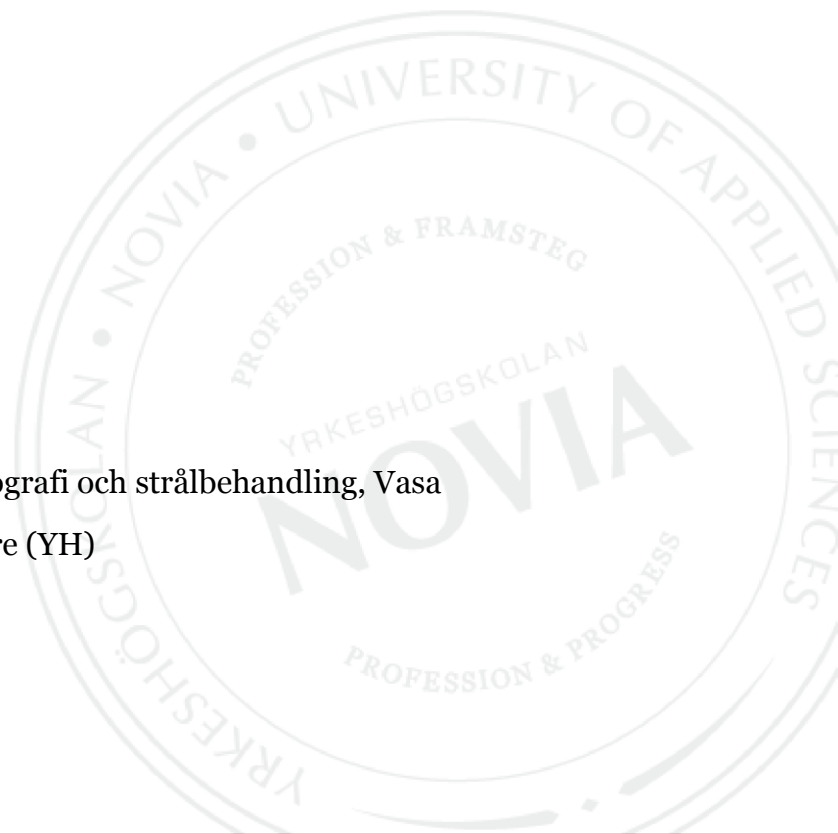 UNIVERSITY OF APPLIED SCIENCES
YRKESHÖGSKOLAN • NOVIA •
PROFESSION & FRAMSTEG
YRKESHÖGSKOLAN
NOVIA
PROFESSION & PROGRESS
ografi och strålbehandling, Vasa
re (YH)